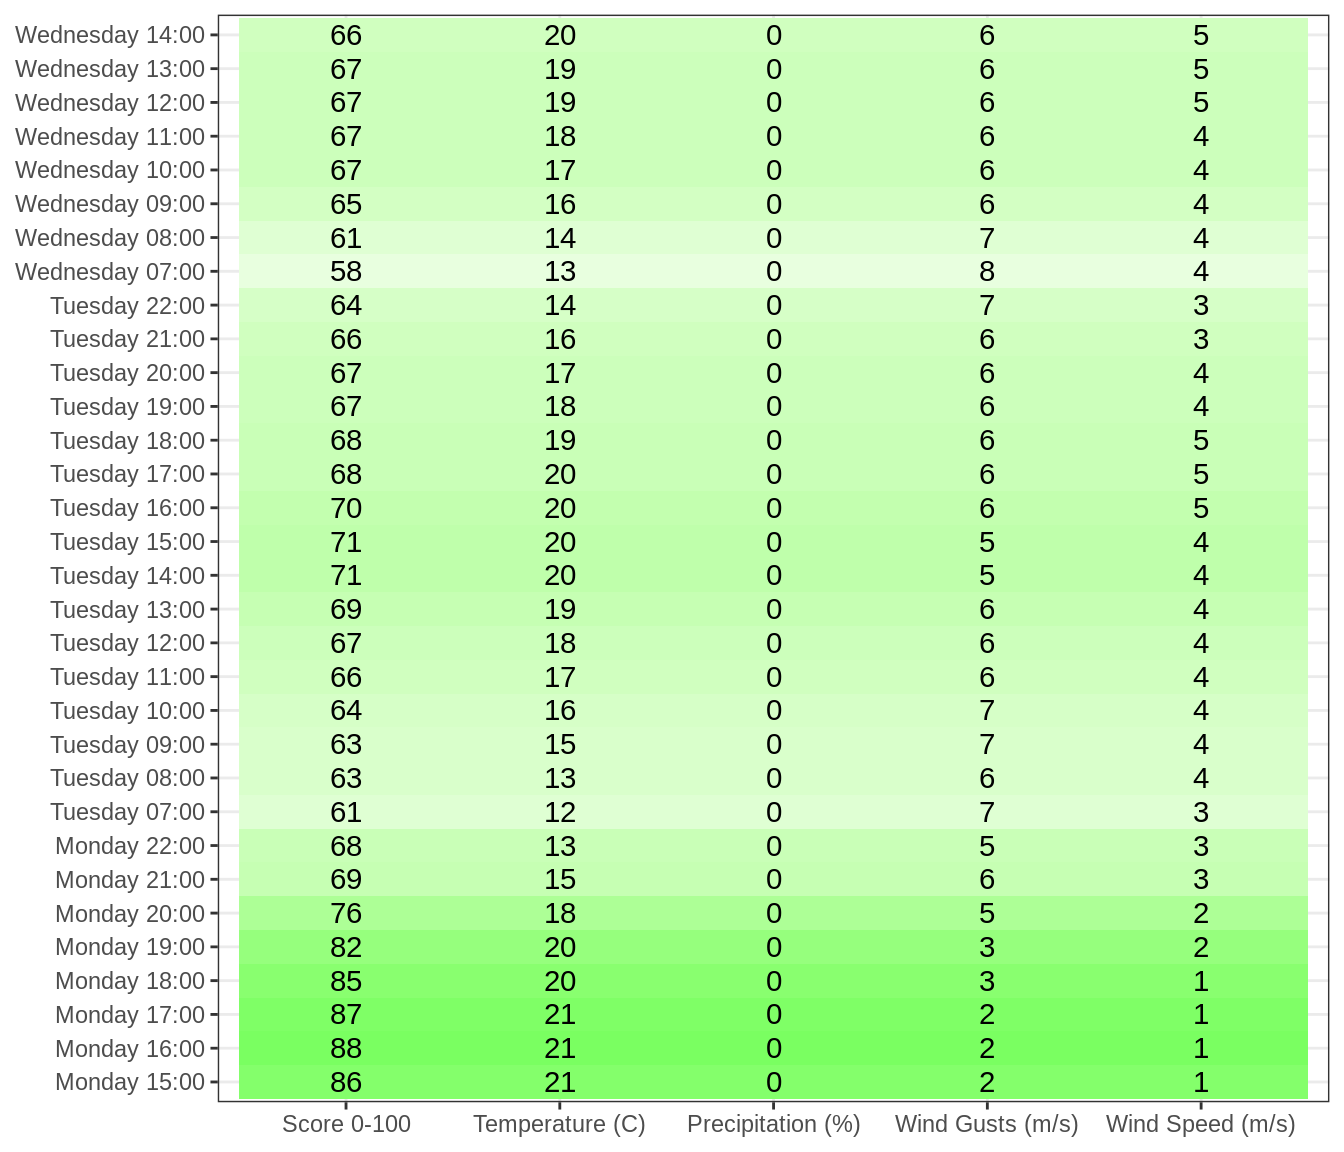 Wednesday 14:00 66 20 0 6 5
Wednesday 13:00 67 19 0 6 5
Wednesday 12:00 67 19 0 6 5
Wednesday 11:00 67 18 0 6 4
Wednesday 10:00 67 17 0 6 4
Wednesday 09:00 65 16 0 6 4
Wednesday 08:00 61 14 0 7 4
Wednesday 07:00 58 13 0 8 4
Tuesday 22:00 64 14 0 7 3
Tuesday 21:00 66 16 0 6 3
Tuesday 20:00 67 17 0 6 4
Tuesday 19:00 67 18 0 6 4
Tuesday 18:00 68 19 0 6 5
Tuesday 17:00 68 20 0 6 5
Tuesday 16:00 70 20 0 6 5
Tuesday 15:00 71 20 0 5 4
Tuesday 14:00 71 20 0 5 4
Tuesday 13:00 69 19 0 6 4
Tuesday 12:00 67 18 0 6 4
Tuesday 11:00 66 17 0 6 4
Tuesday 10:00 64 16 0 7 4
Tuesday 09:00 63 15 0 7 4
Tuesday 08:00 63 13 0 6 4
Tuesday 07:00 61 12 0 7 3
Monday 22:00 68 13 0 5 3
Monday 21:00 69 15 0 6 3
Monday 20:00 76 18 0 5 2
Monday 19:00 82 20 0 3 2
Monday 18:00 85 20 0 3 1
Monday 17:00 87 21 0 2 1
Monday 16:00 88 21 0 2 1
Monday 15:00 86 21 0 2 1
Score 0-100 Temperature (C) Precipitation (%) Wind Gusts (m/s) Wind Speed (m/s)